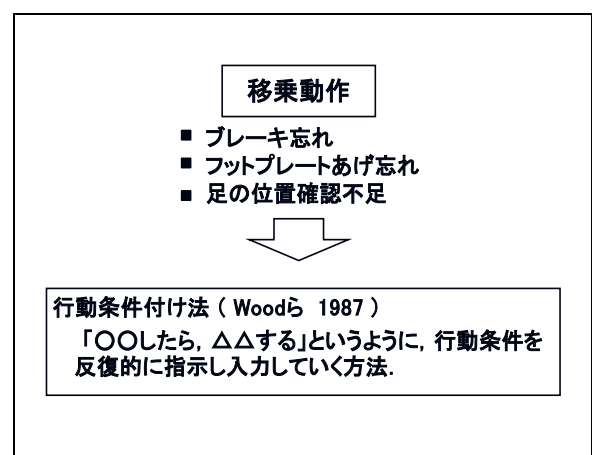 移乗動作
■ ブレーキ忘れ
■ フットプレートあげ忘れ
■ 足の位置確認不足
行動条件付け法 ( Woodら 1987 )
「〇〇したら, △△する」というように, 行動条件を
反復的に指示し入力していく方法.